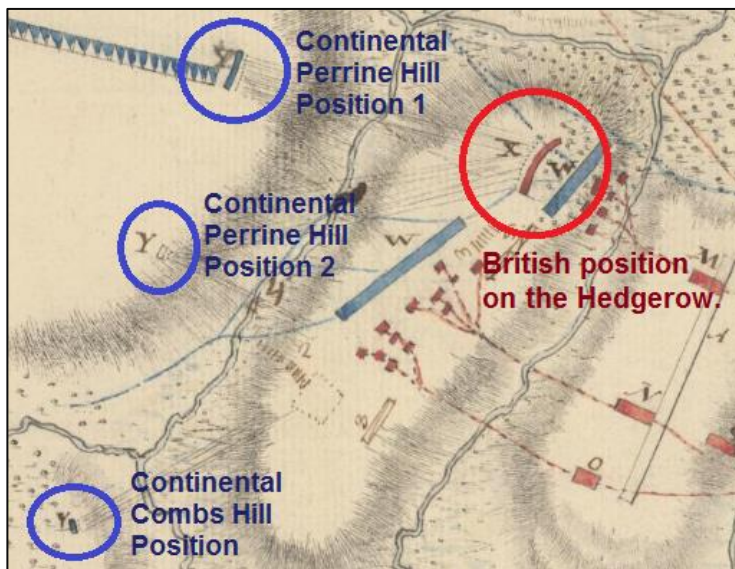 Y
Continental
Perrine Hill
Position 1
X
W
Continental
Perrine Hill
Position 2
Y
W
British position
on the Hedgerow.
M
N
O
Continental
Combs Hill
Position
Y